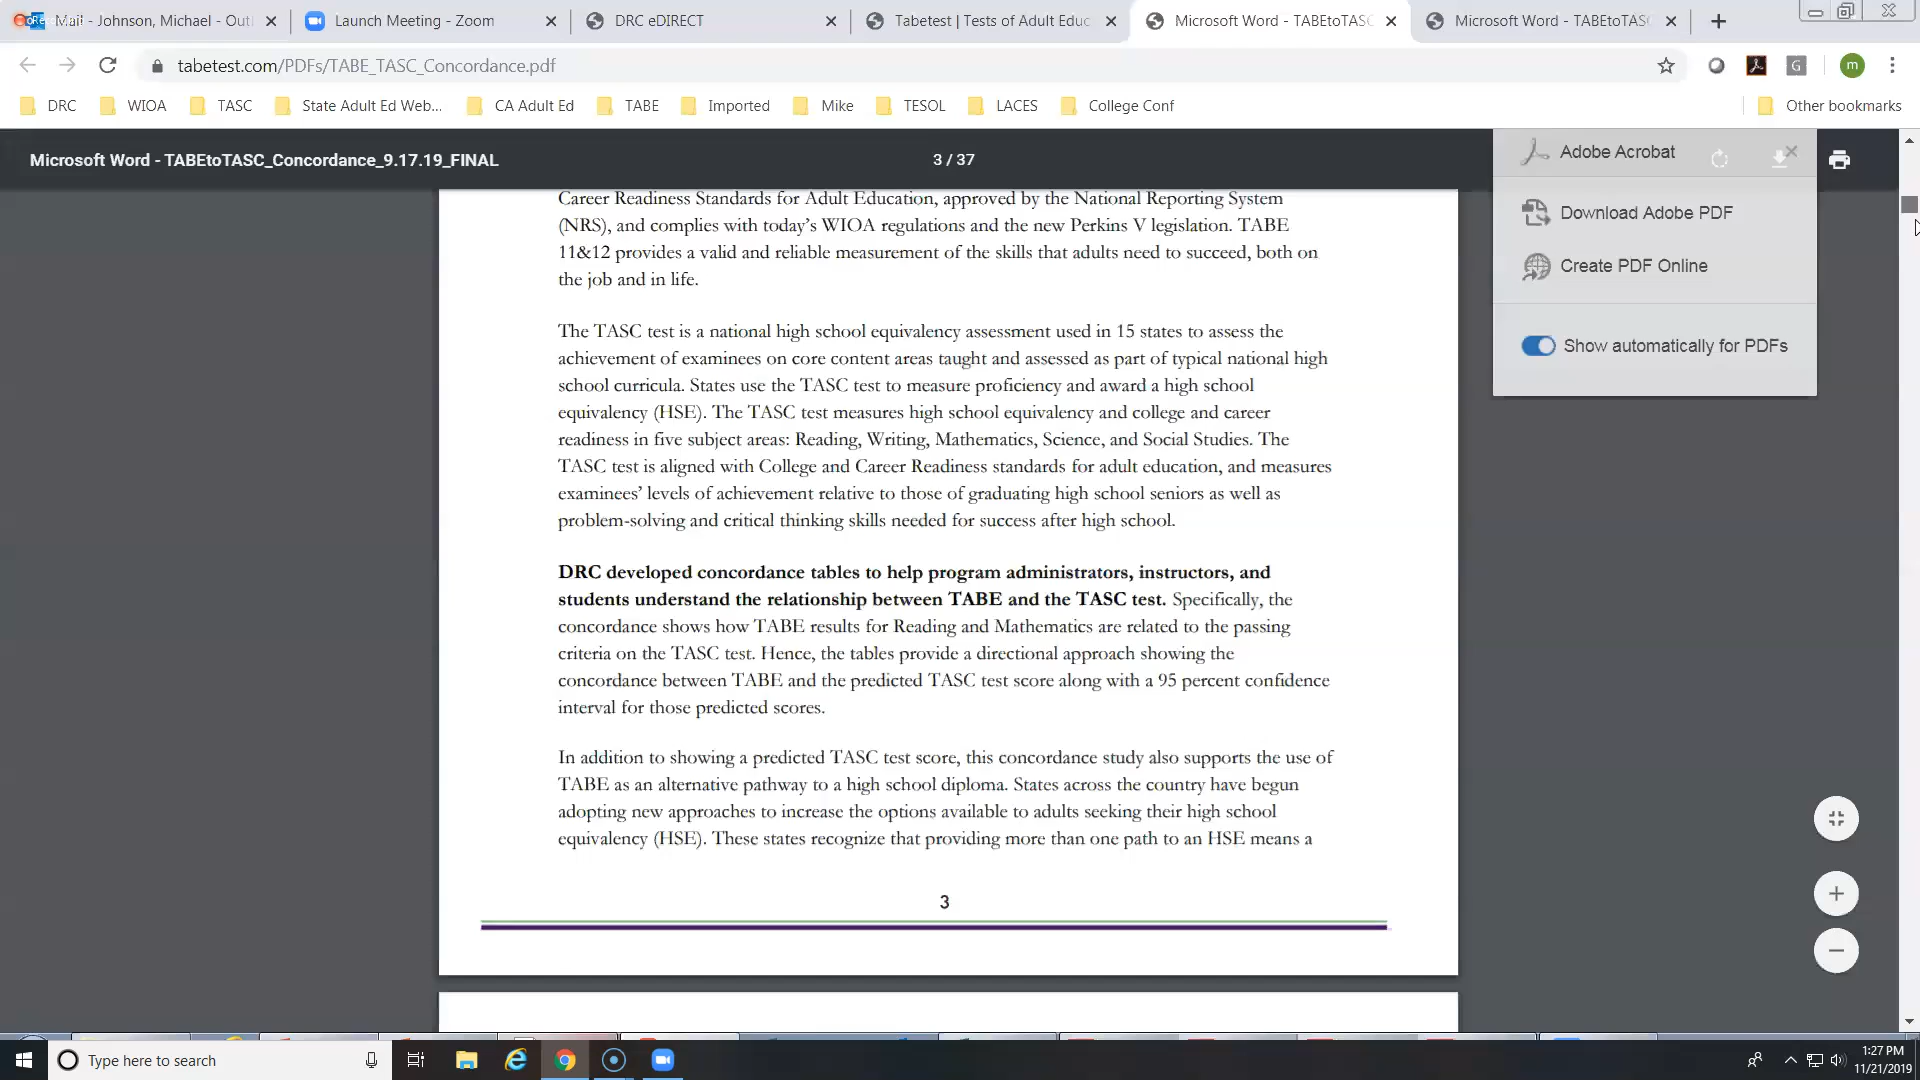 Mail - Johnson, Michael - Outl
Launch Meeting - Zoom
DRC eDIRECT
Tabetest | Tests of Adult Educ
Microsoft Word - TABEtoTASC
Microsoft Word - TABEtoTASC
tabetest.com/PDFs/TABE_TASC_Concordance.pdf
G
m
DRC
WIOA
TASC
State Adult Ed Web...
CA Adult Ed
TABE
Imported
Mike
TESOL
LACES
College Conf
Other bookmarks
Microsoft Word - TABEtoTASC_Concordance_9.17.19_FINAL
3 / 37
Adobe Acrobat
Download Adobe PDF
Create PDF Online
Show automatically for PDFs
Career Readiness Standards for Adult Education, approved by the National Reporting System
(NRS), and complies with today’s WIOA regulations and the new Perkins V legislation. TABE
11&12 provides a valid and reliable measurement of the skills that adults need to succeed, both on
the job and in life.
The TASC test is a national high school equivalency assessment used in 15 states to assess the
achievement of examinees on core content areas taught and assessed as part of typical national high
school curricula. States use the TASC test to measure proficiency and award a high school
equivalency (HSE). The TASC test measures high school equivalency and college and career
readiness in five subject areas: Reading, Writing, Mathematics, Science, and Social Studies. The
TASC test is aligned with College and Career Readiness standards for adult education, and measures
examinees’ levels of achievement relative to those of graduating high school seniors as well as
problem-solving and critical thinking skills needed for success after high school.
DRC developed concordance tables to help program administrators, instructors, and
students understand the relationship between TABE and the TASC test. Specifically, the
concordance shows how TABE results for Reading and Mathematics are related to the passing
criteria on the TASC test. Hence, the tables provide a directional approach showing the
concordance between TABE and the predicted TASC test score along with a 95 percent confidence
interval for those predicted scores.
In addition to showing a predicted TASC test score, this concordance study also supports the use of
TABE as an alternative pathway to a high school diploma. States across the country have begun
adopting new approaches to increase the options available to adults seeking their high school
equivalency (HSE). These states recognize that providing more than one path to an HSE means a
3
Type here to search
1:27 PM
11/21/2019